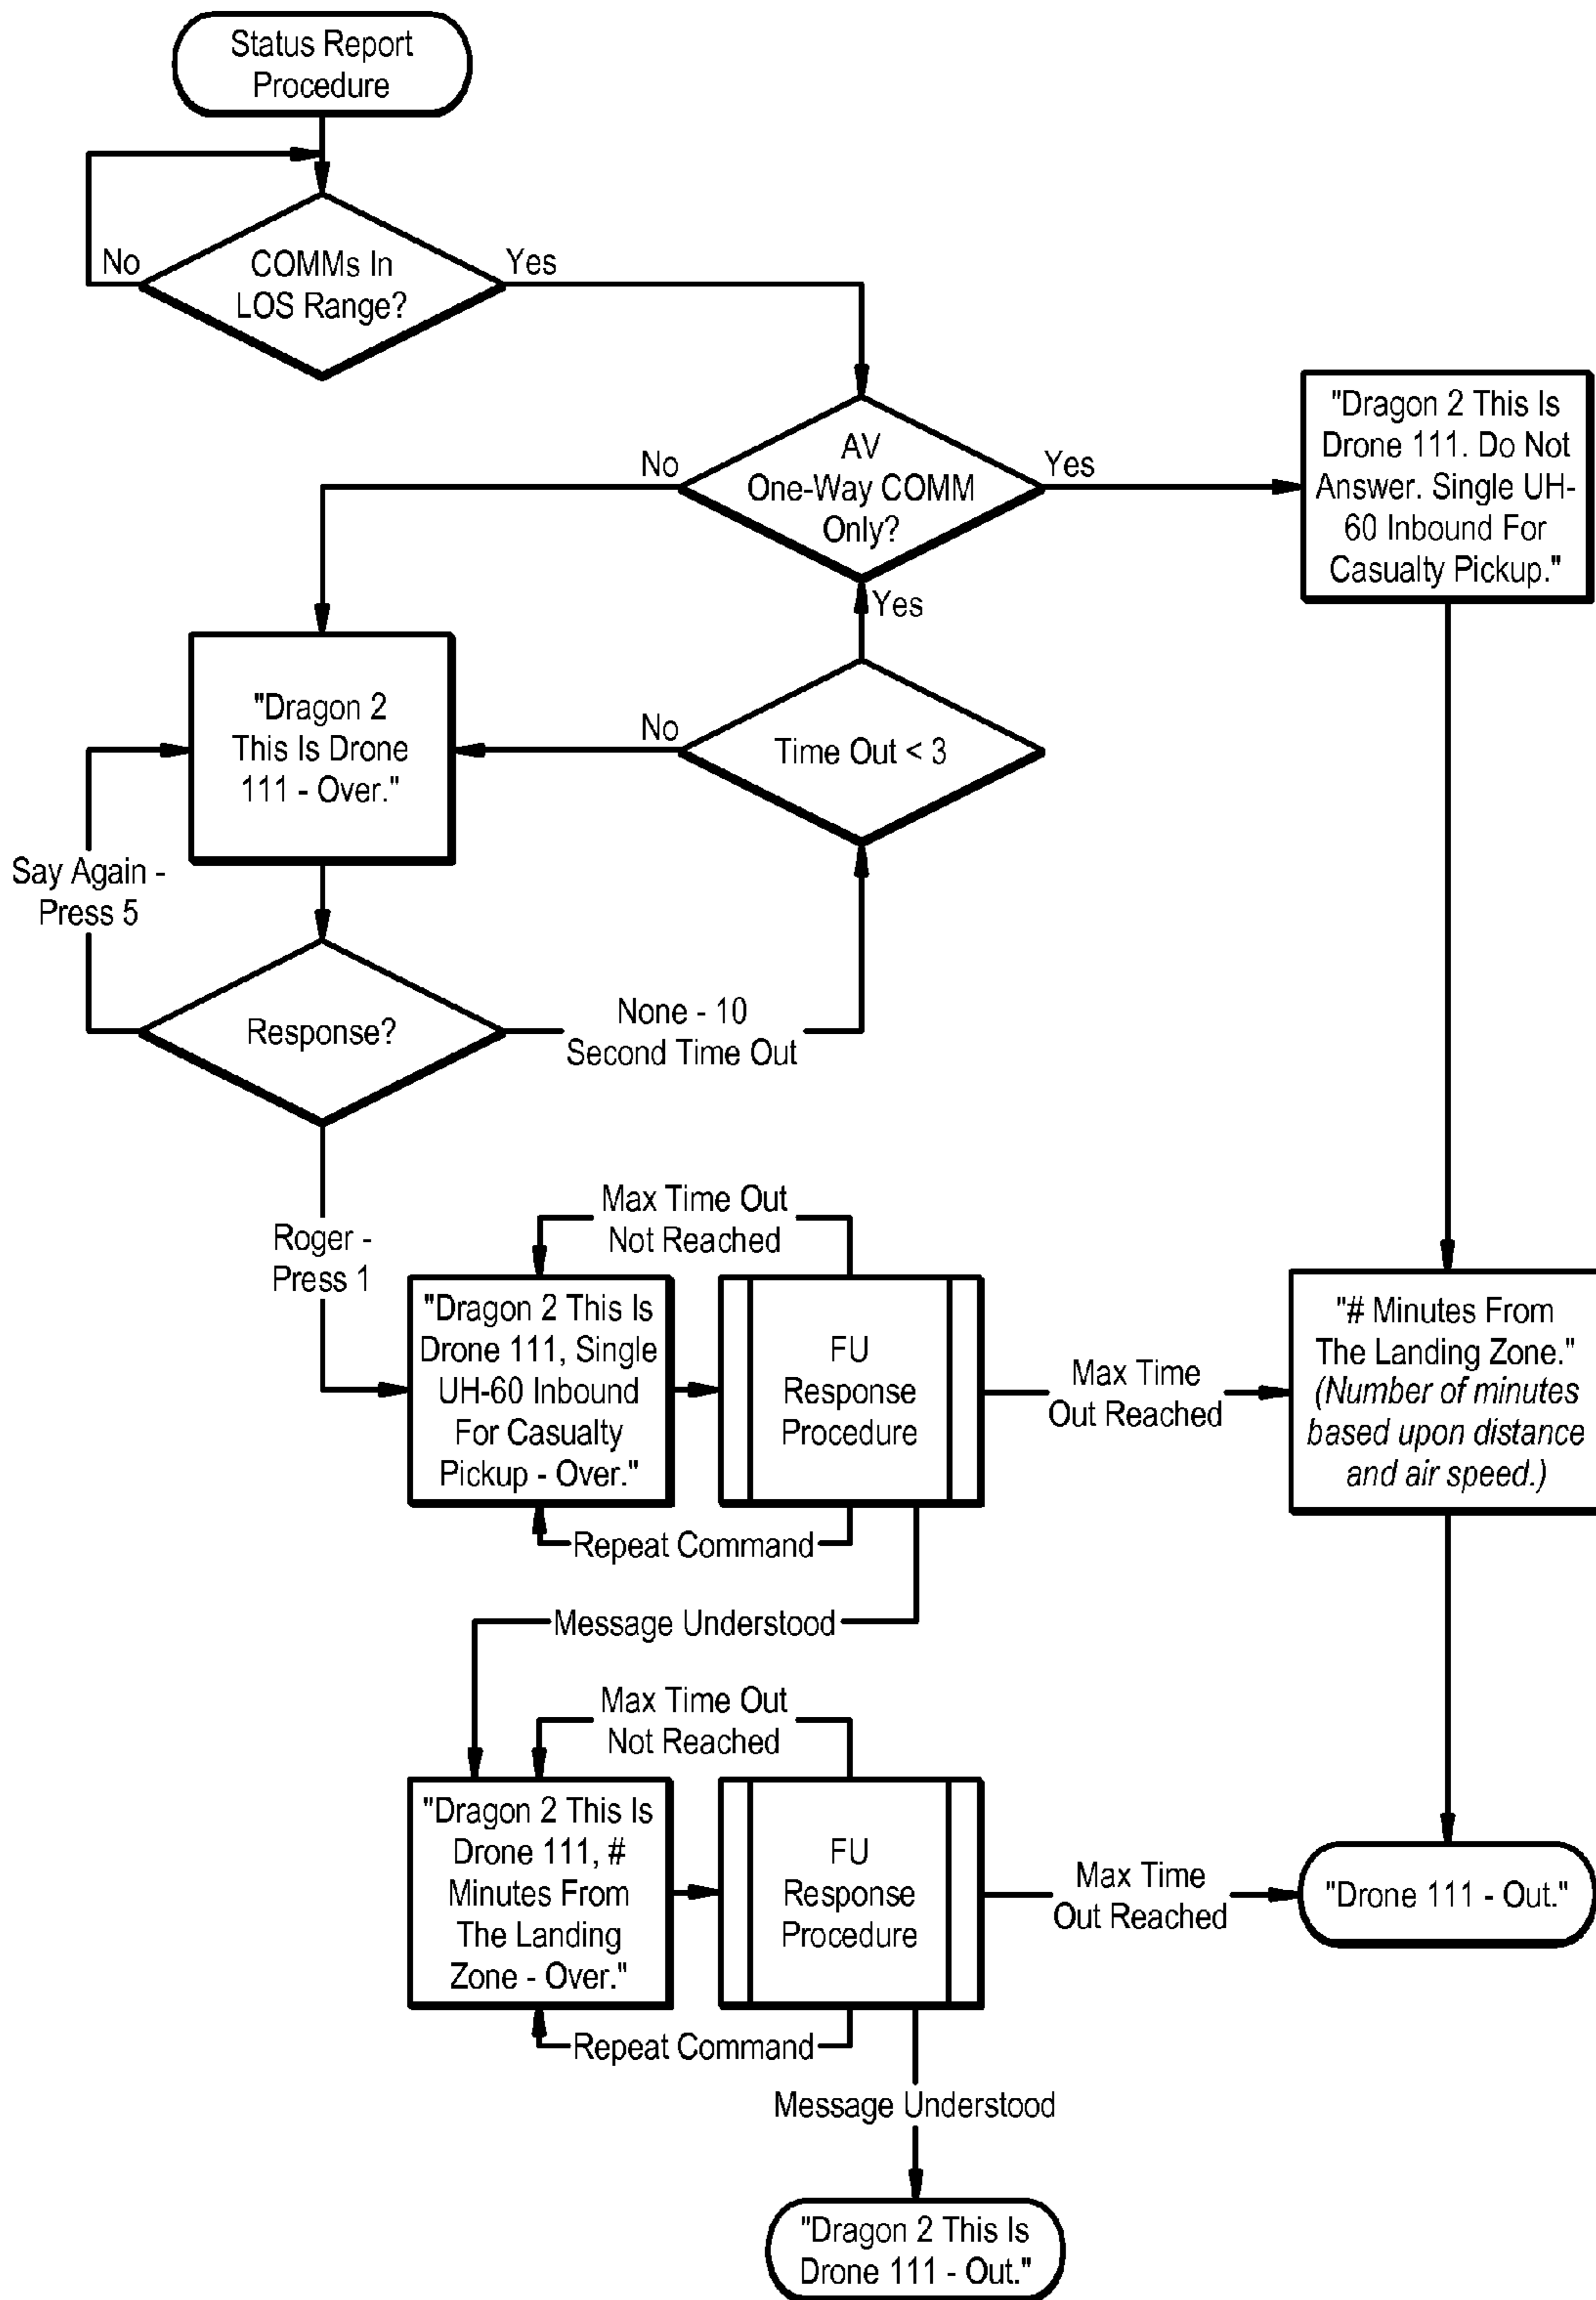 Status Report
Procedure
No
COMMs In
LOS Range?
Yes
No
AV
One-Way COMM
Only?
Yes
"Dragon 2 This Is
Drone 111. Do Not
Answer. Single UH-
60 Inbound For
Casualty Pickup."
Yes
"Dragon 2
This Is Drone
111 - Over."
No
Time Out < 3
Say Again -
Press 5
Response?
None - 10
Second Time Out
Roger -
Press 1
Max Time Out
Not Reached
"Dragon 2 This Is
Drone 111, Single
UH-60 Inbound
For Casualty
Pickup - Over."
FU
Response
Procedure
Max Time
Out Reached
"# Minutes From
The Landing Zone."
(Number of minutes
based upon distance
and air speed.)
Repeat Command
Message Understood
Max Time Out
Not Reached
"Dragon 2 This Is
Drone 111, #
Minutes From
The Landing
Zone - Over."
FU
Response
Procedure
Max Time
Out Reached
"Drone 111 - Out."
Repeat Command
Message Understood
"Dragon 2 This Is
Drone 111 - Out."